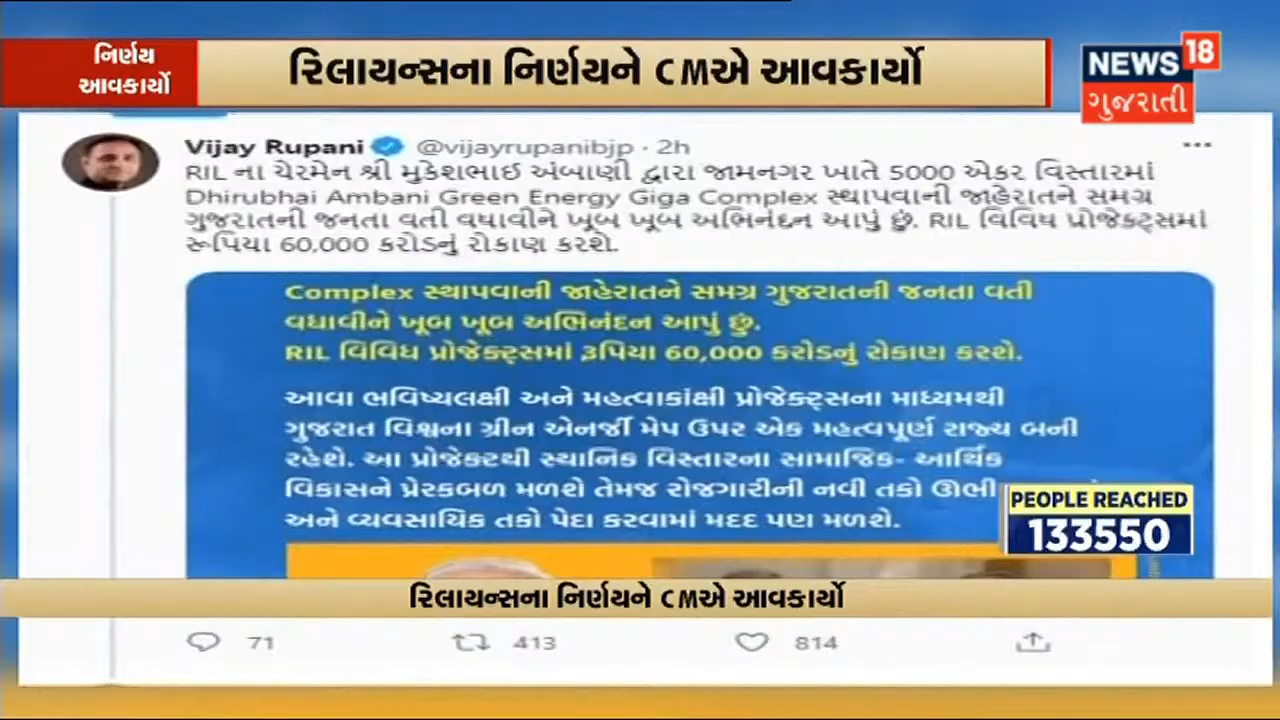 નિર્ણય
આવકાર્યો
રિલાયન્સના નિર્ણયને CMએ આવકાર્યો
NEWS 18
ગુજરાતી
Vijay Rupani @vijayrupanibjp · 2h
RIL ના ચેરમેન શ્રી મુકેશભાઈ અંબાણી દ્વારા જામનગર ખાતે 5000 એકર વિસ્તારમાં
Dhirubhai Ambani Green Energy Giga Complex સ્થાપવાની જાહેરાતને સમગ્ર
ગુજરાતની જનતા વતી વધાવીને ખૂબ ખૂબ અભિનંદન આપું છું. RIL વિવિધ પ્રોજેક્ટ્સમાં
રૂપિયા 60,000 કરોડનું રોકાણ કરશે.
Complex સ્થાપવાની જાહેરાતને સમગ્ર ગુજરાતની જનતા વતી
વધાવીને ખૂબ ખૂબ અભિનંદન આપું છું.
RIL વિવિધ પ્રોજેક્ટ્સમાં રૂપિયા 60,000 કરોડનું રોકાણ કરશે.
આવા ભવિષ્યલક્ષી અને મહત્વાકાંક્ષી પ્રોજેક્ટ્સના માધ્યમથી
ગુજરાત વિશ્વના ગ્રીન એનર્જી મેપ ઉપર એક મહત્વપૂર્ણ રાજ્ય બની
રહેશે. આ પ્રોજેક્ટથી સ્થાનિક વિસ્તારના સામાજિક- આર્થિક
વિકાસને પ્રેરકબળ મળશે તેમજ રોજગારીની નવી તકો ઊભી
અને વ્યવસાયિક તકો પેદા કરવામાં મદદ પણ મળશે.
PEOPLE REACHED
133550
રિલાયન્સના નિર્ણયને CMએ આવકાર્યો
71 413 814